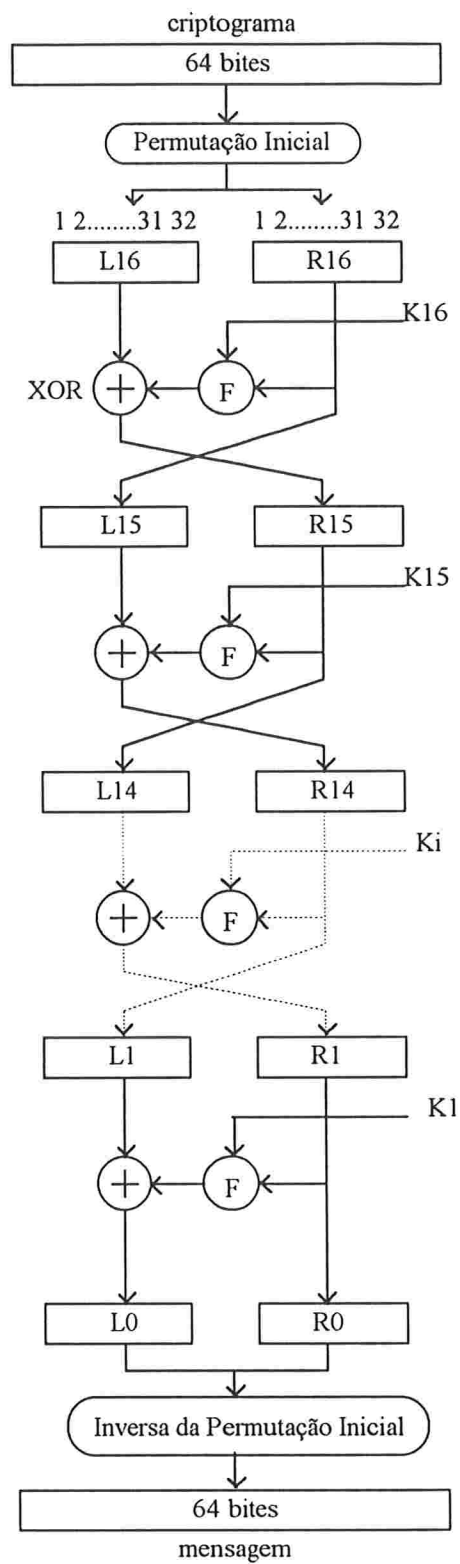 criptograma
64 bites
Permutação Inicial
1 2........31 32 1 2........31 32
L16 R16
K16
XOR + F
L15 R15
K15
+ F
L14 R14
Ki
+ F
L1 R1
K1
+ F
L0 R0
Inversa da Permutação Inicial
64 bites
mensagem